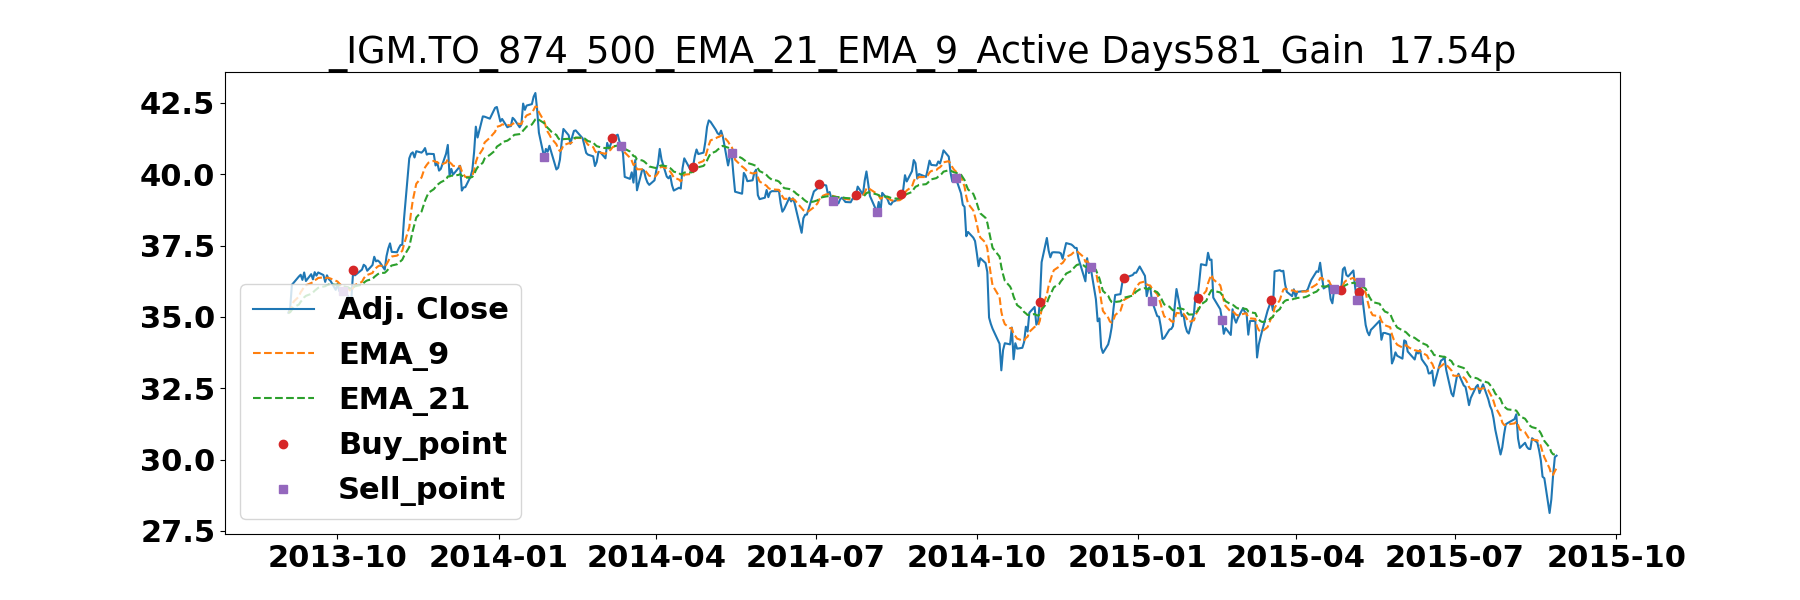 _IGM.TO_874_500_EMA_21_EMA_9_Active Days581_Gain  17.54p
42.5
40.0
37.5
35.0
32.5
30.0
27.5
Adj. Close
EMA_9
EMA_21
Buy_point
Sell_point
2013-10 2014-01 2014-04 2014-07 2014-10 2015-01 2015-04 2015-07 2015-10